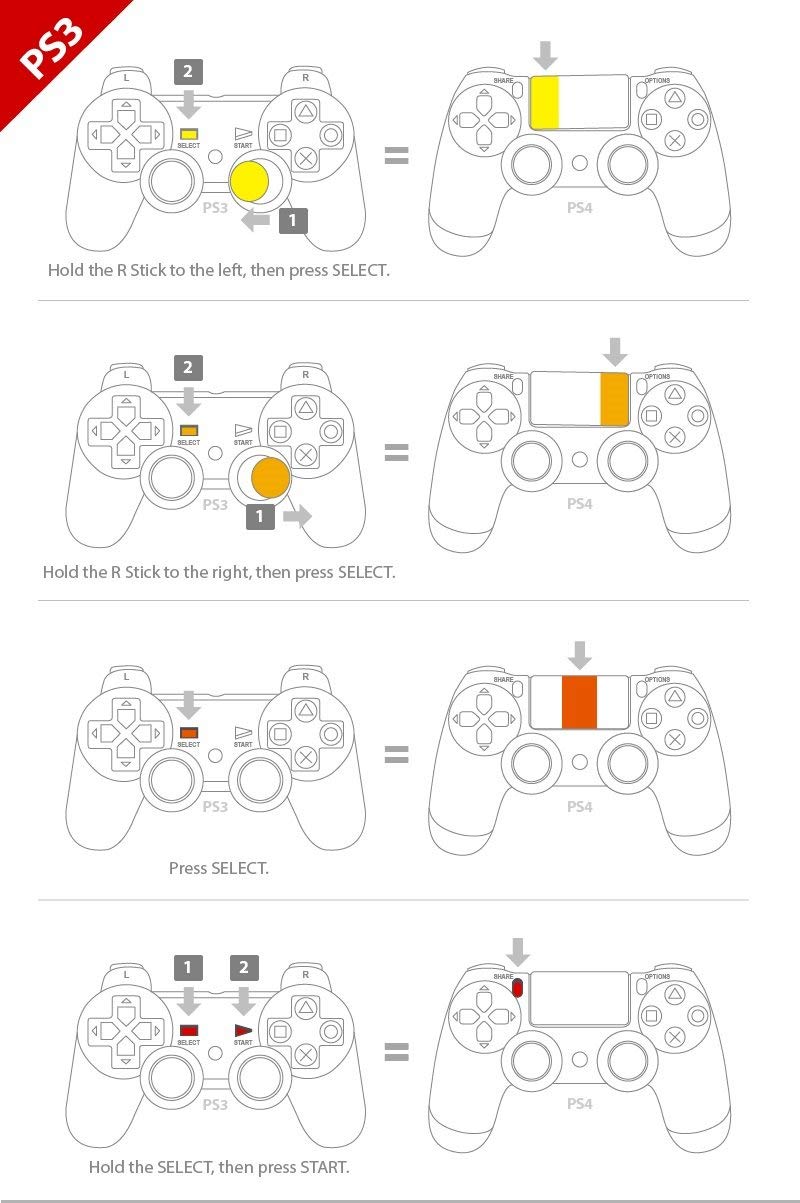 PS3
2
L
R
SELECT
START
PS3
1
Hold the R Stick to the left, then press SELECT.
=
SHARE
OPTIONS
PS4
2
L
R
SELECT
START
PS3
1
Hold the R Stick to the right, then press SELECT.
=
SHARE
OPTIONS
PS4
L
R
SELECT
START
PS3
Press SELECT.
=
SHARE
OPTIONS
PS4
1
2
L
R
SELECT
START
PS3
Hold the SELECT, then press START.
=
SHARE
OPTIONS
PS4